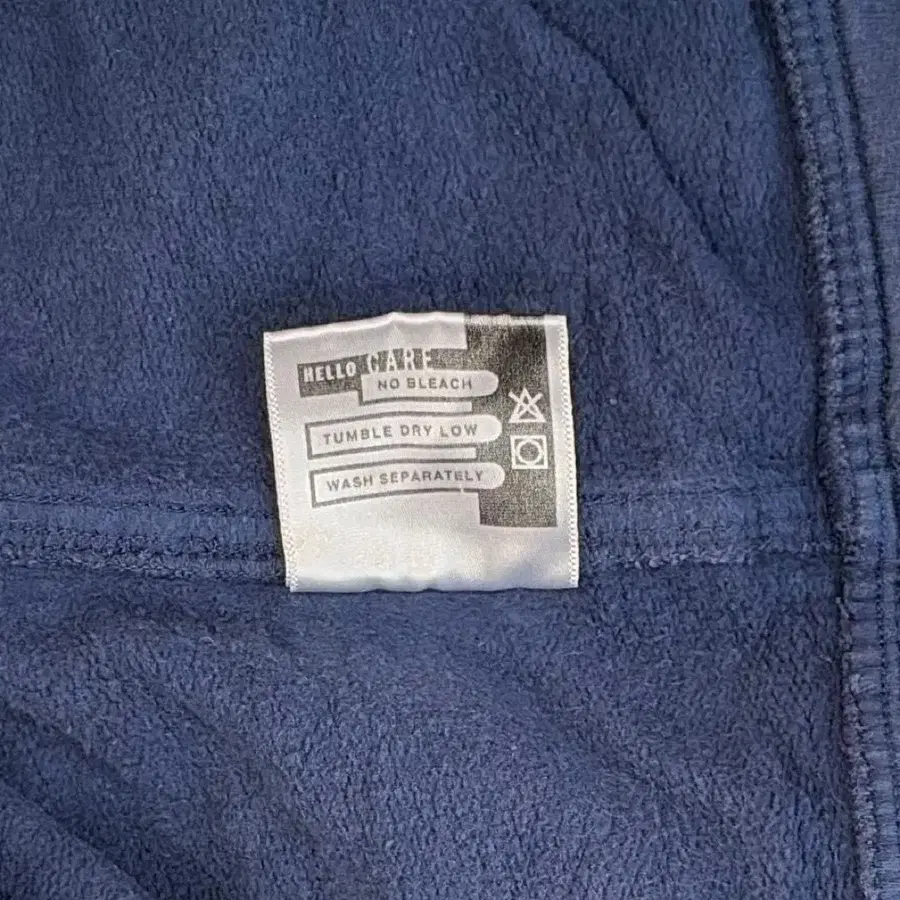 HELLO CARE
NO BLEACH
TUMBLE DRY LOW
WASH SEPARATELY